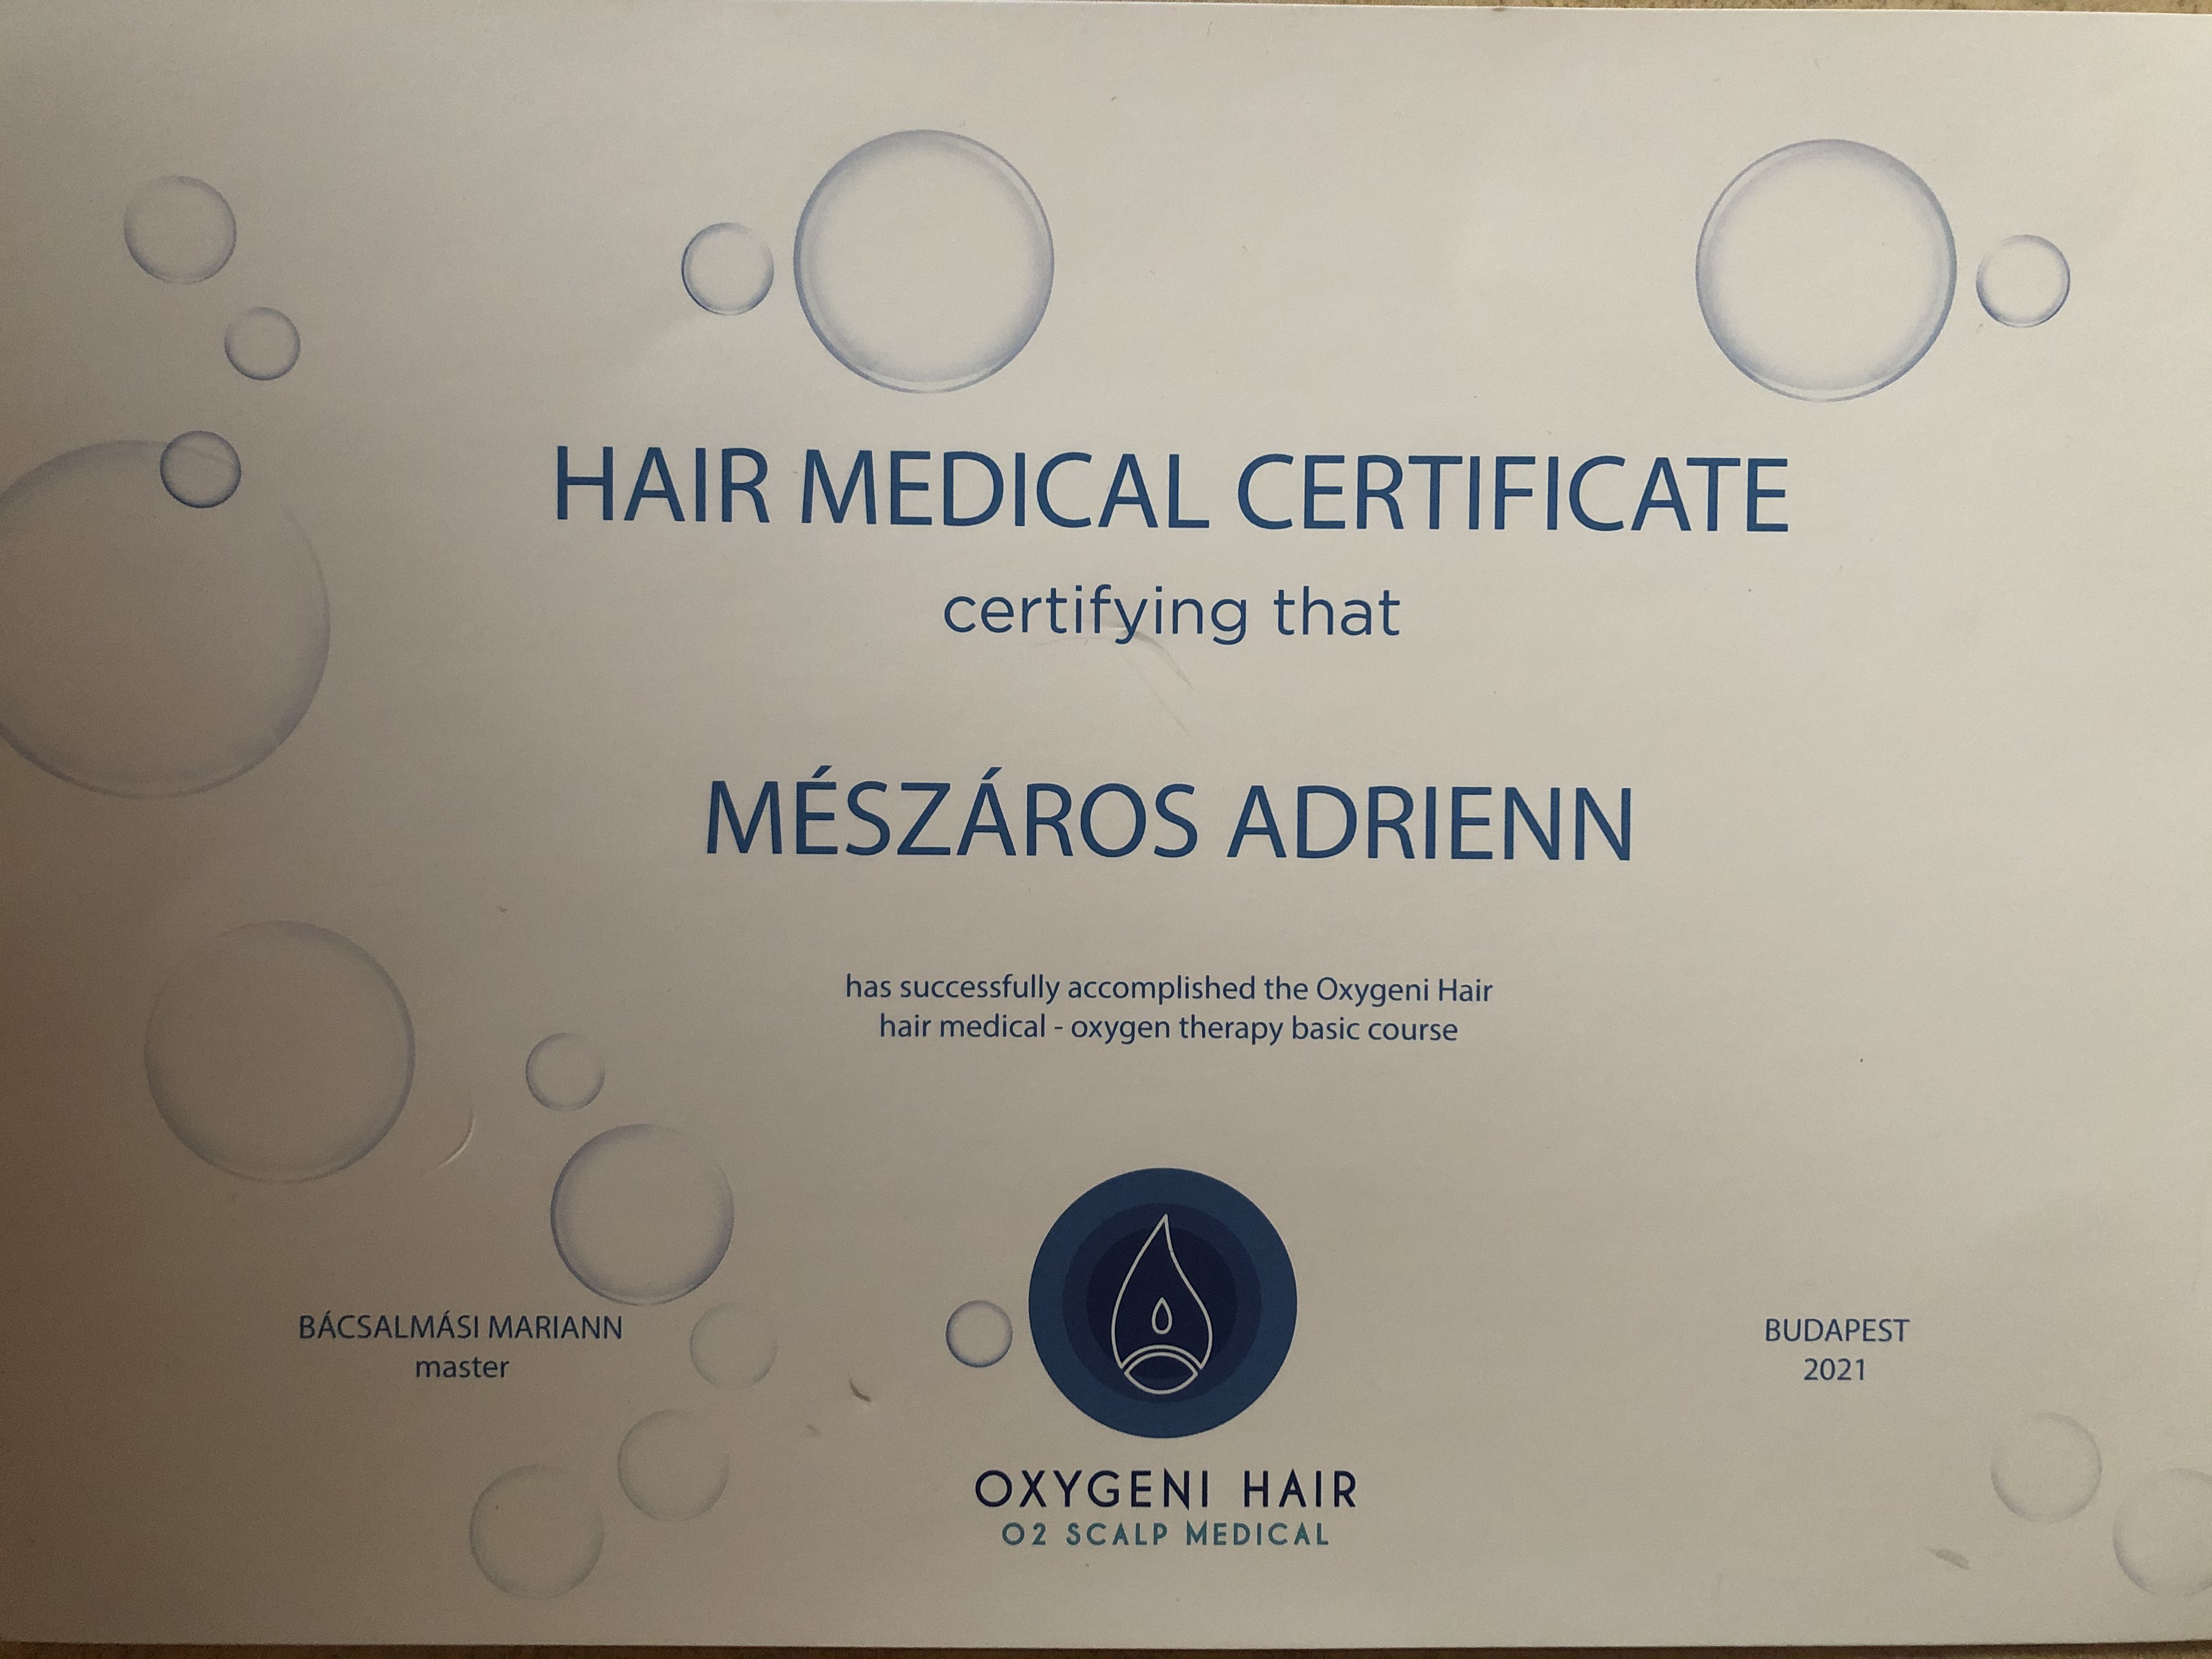 HAIR MEDICAL CERTIFICATE
certifying that
MÉSZÁROS ADRIENN
has successfully accomplished the Oxygeni Hair
hair medical - oxygen therapy basic course
BÁCSALMÁSI MARIANN
master
BUDAPEST
2021
OXYGENI HAIR
O2 SCALP MEDICAL